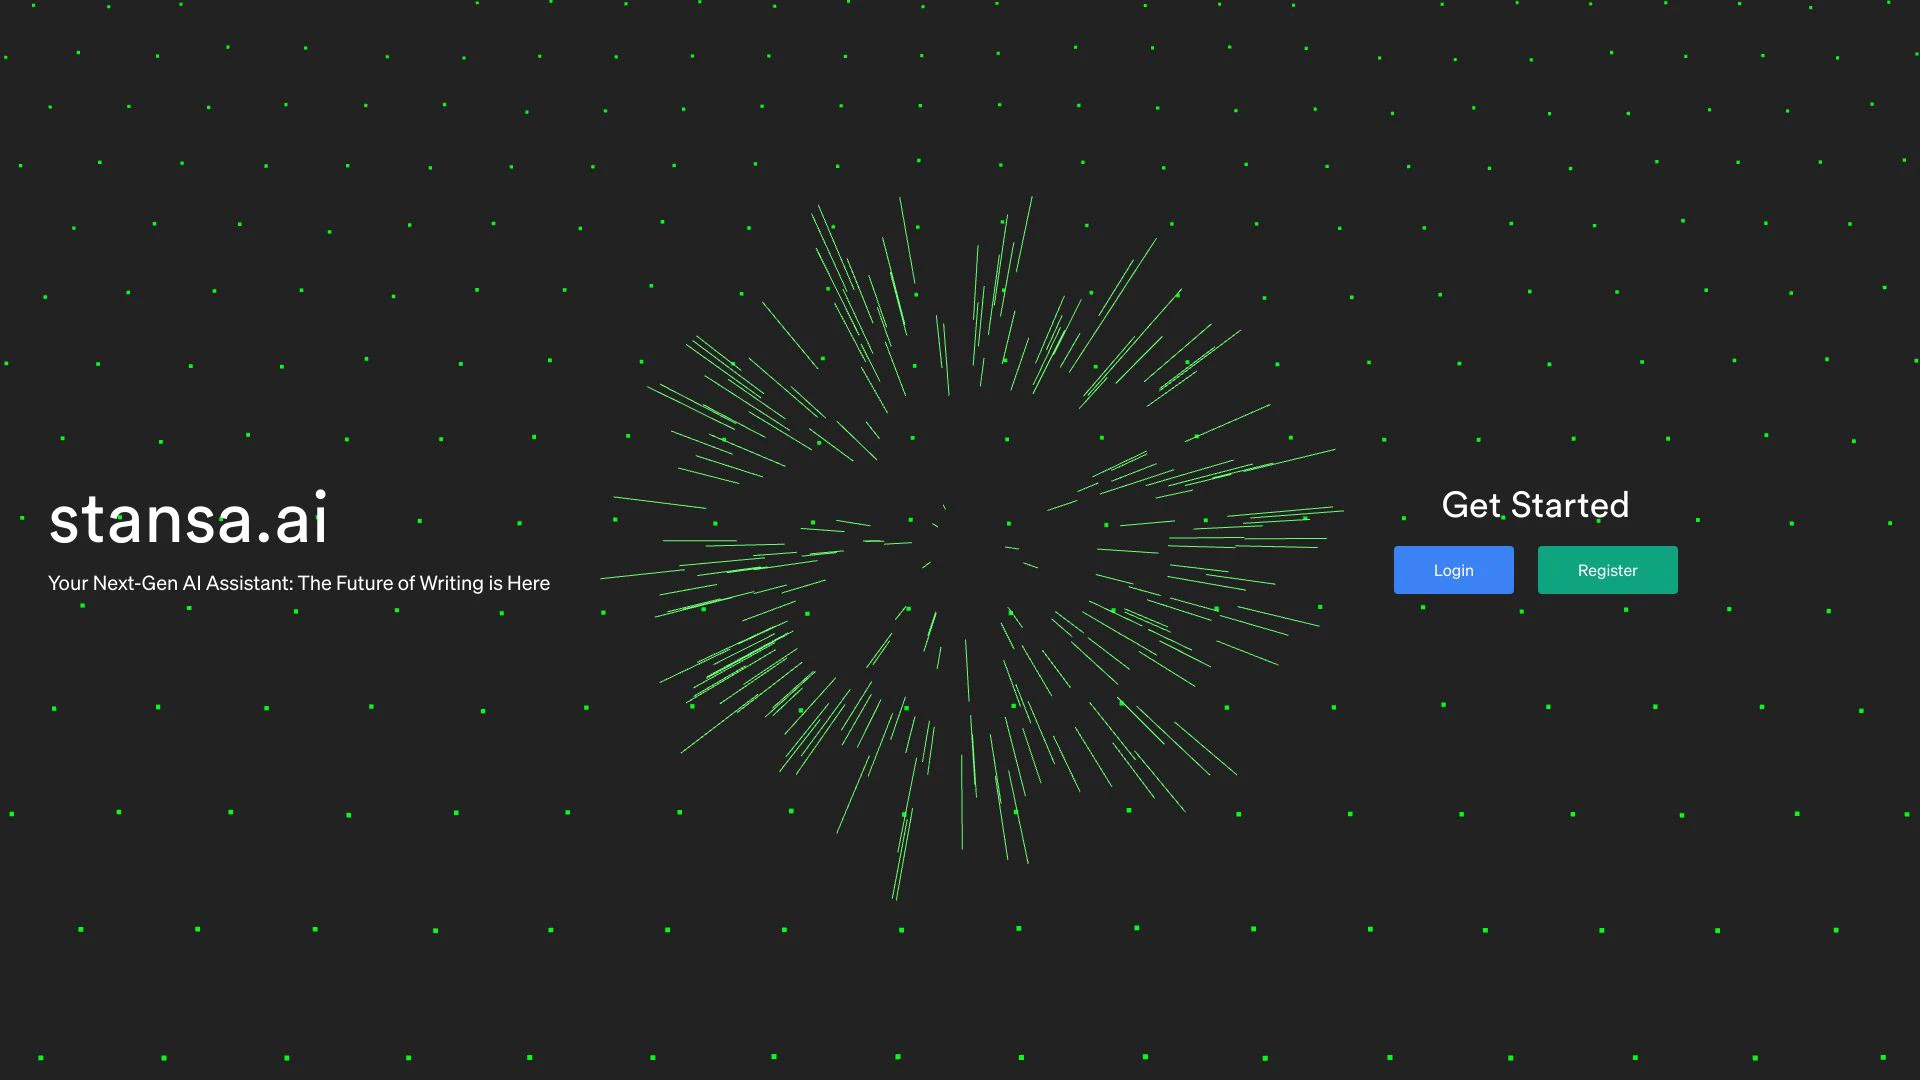 stansa.ai
Your Next-Gen AI Assistant: The Future of Writing is Here
Get Started
Login
Register